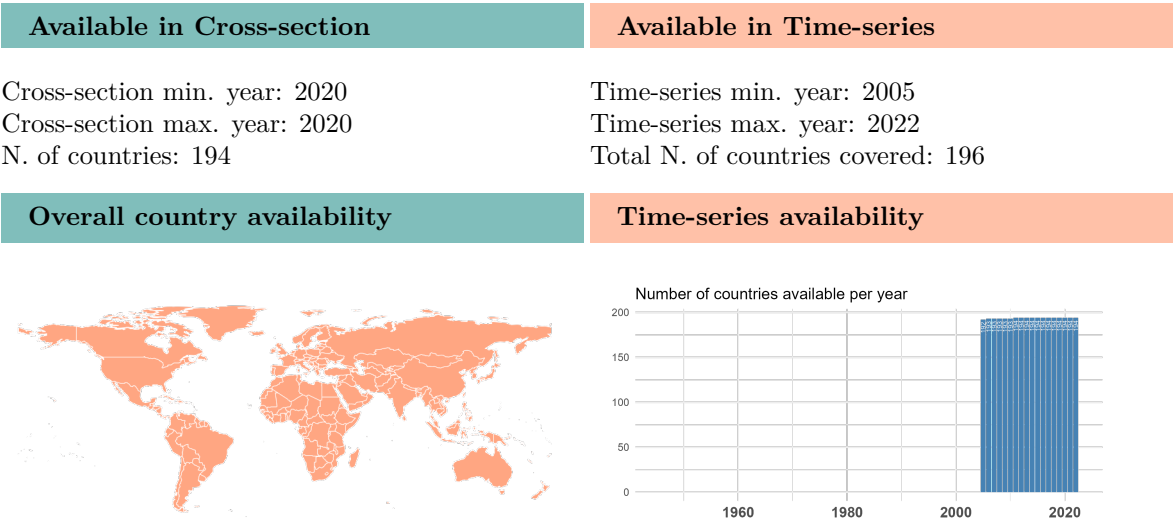 Available in Cross-section
Available in Time-series
Cross-section min. year: 2020
Cross-section max. year: 2020
N. of countries: 194
Time-series min. year: 2005
Time-series max. year: 2022
Total N. of countries covered: 196
Overall country availability
Time-series availability
Number of countries available per year
200
150
100
50
0
1960
1980
2000
2020